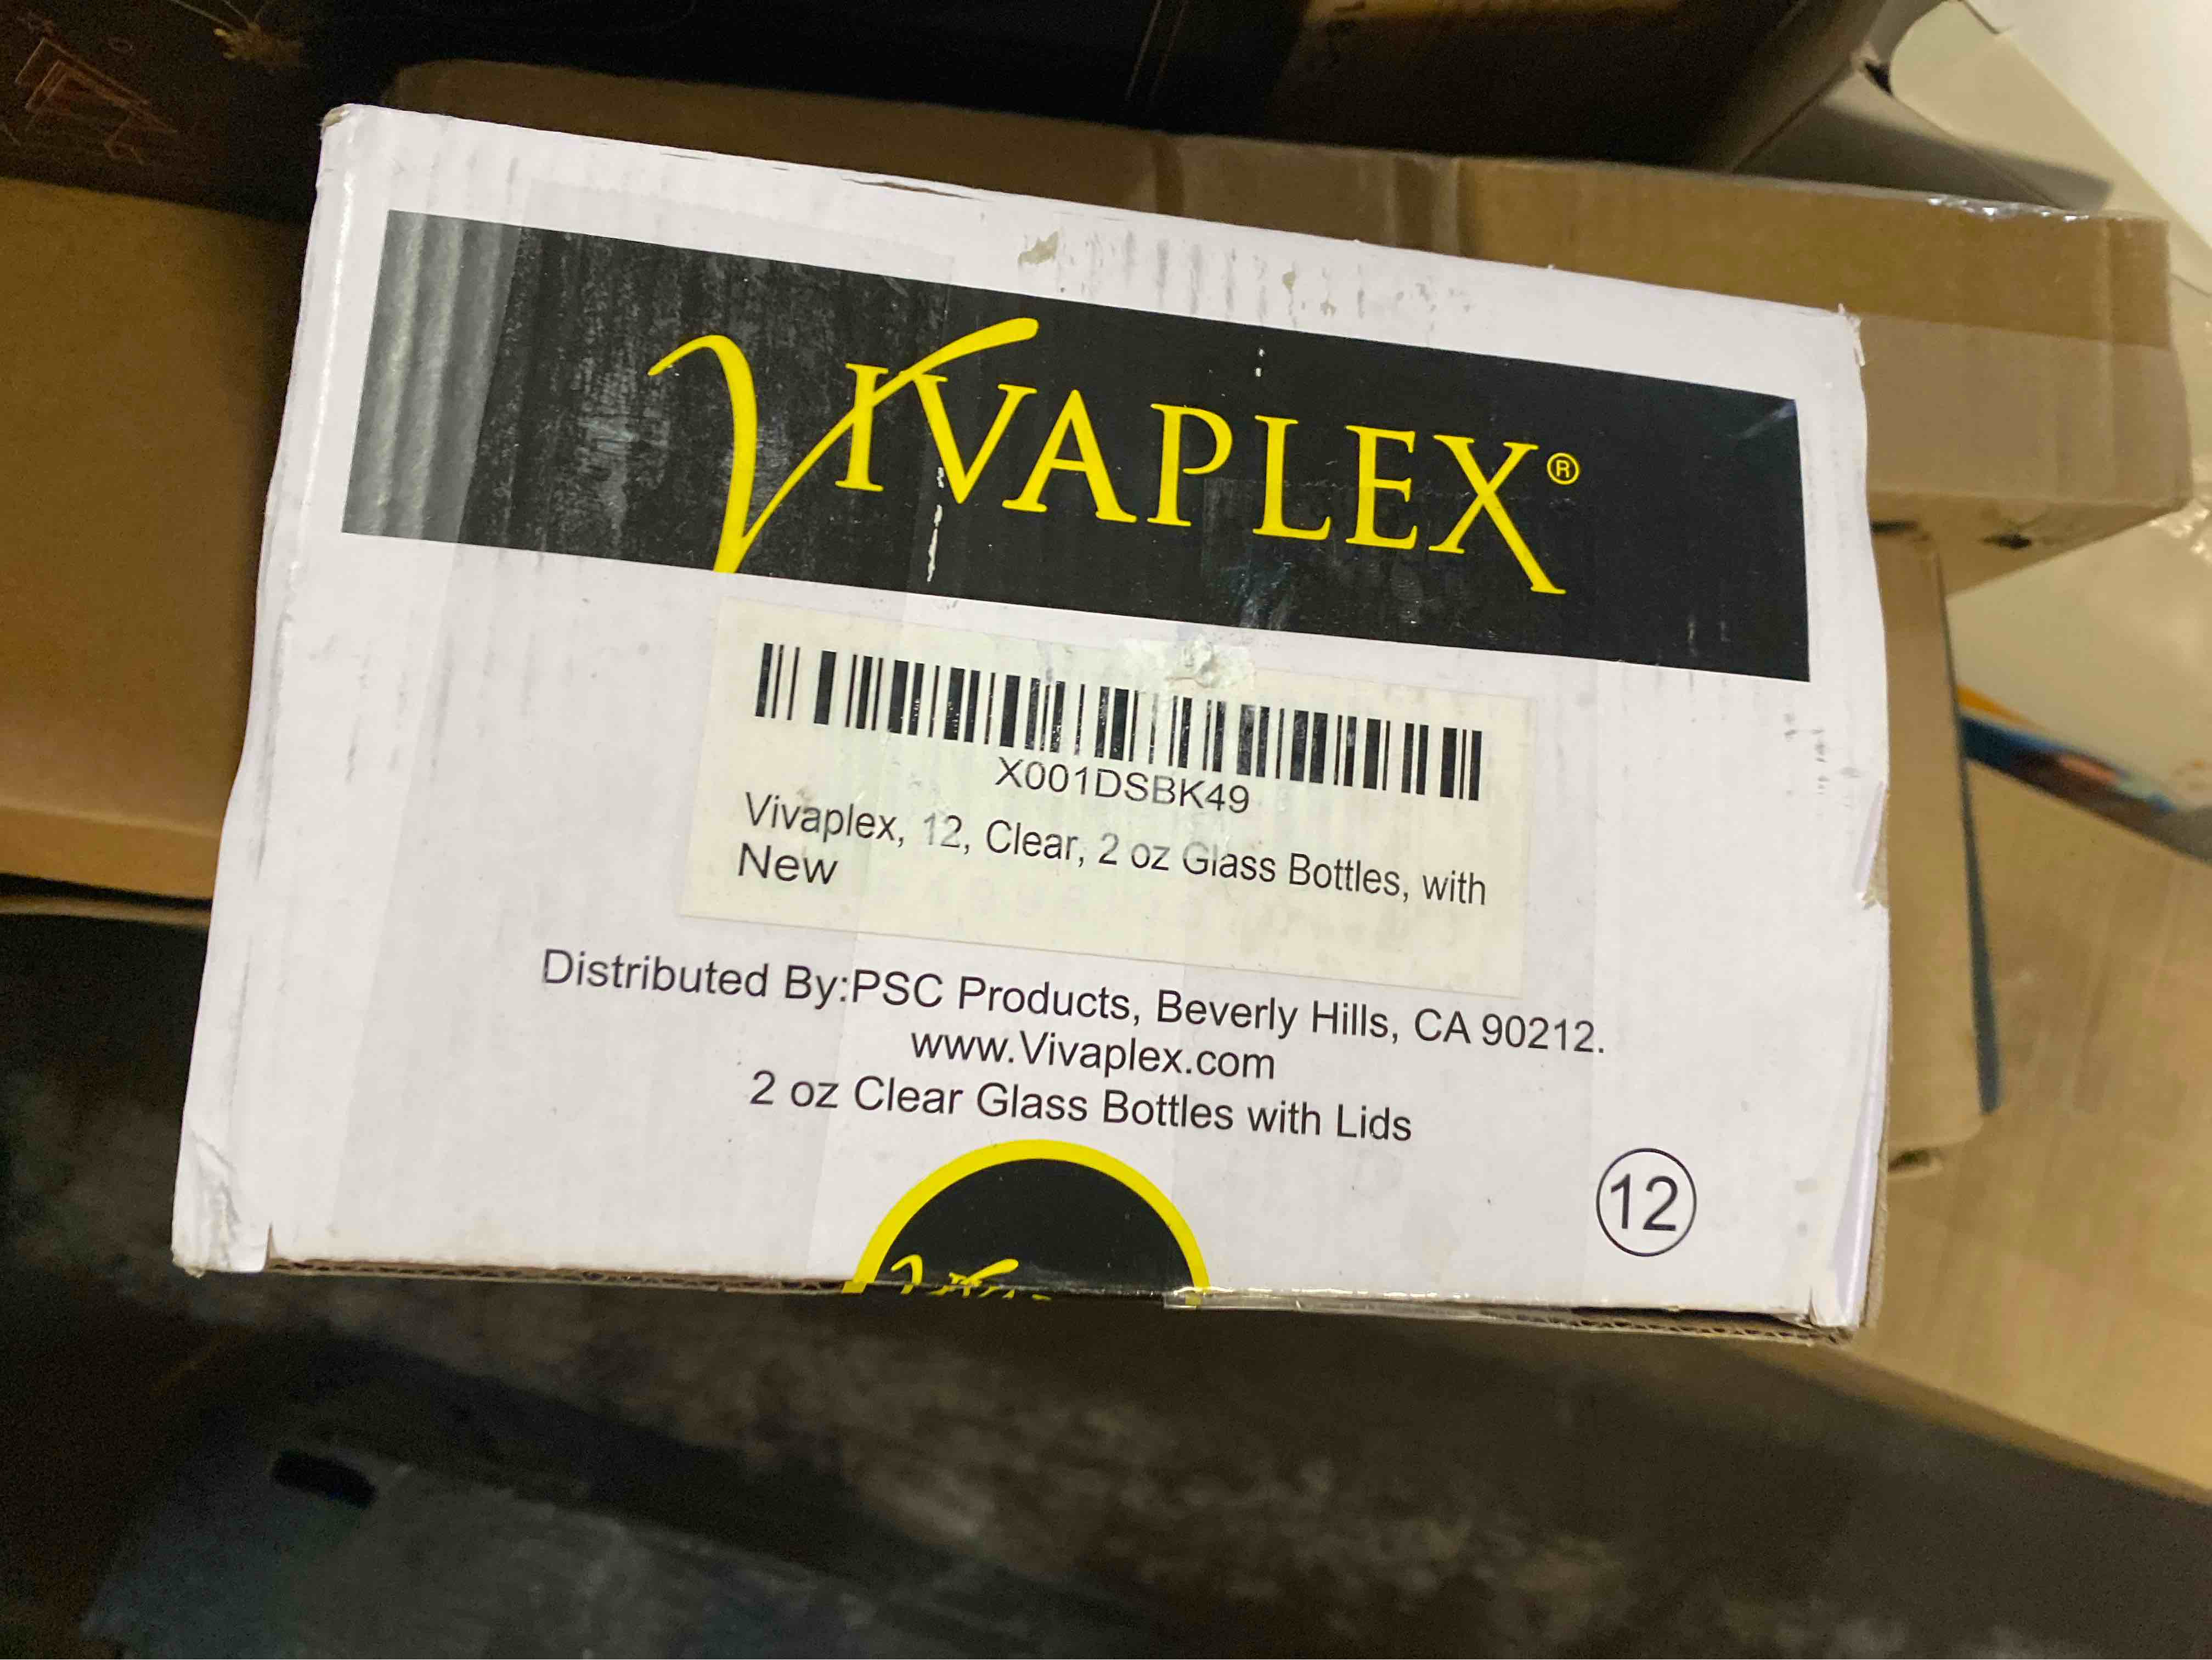 VIVAPLEX®
X001DSBK49
Vivaplex, 12, Clear, 2 oz Glass Bottles, with
New
Distributed By:PSC Products, Beverly Hills, CA 90212.
www.Vivaplex.com
2 oz Clear Glass Bottles with Lids
12